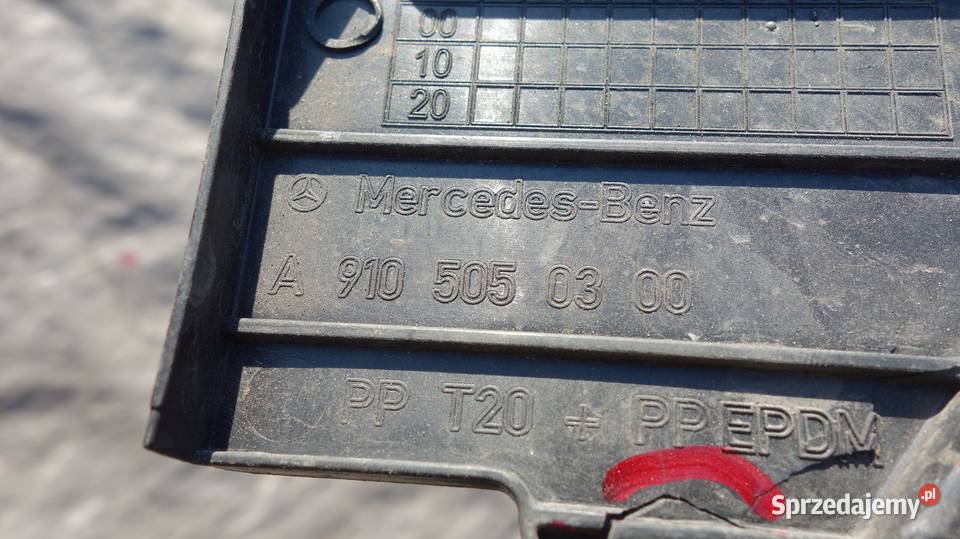 00
10
20
Mercedes-Benz
A 910 505 03 00
PP T20 + PP EPDM
Sprzedajemy.pl